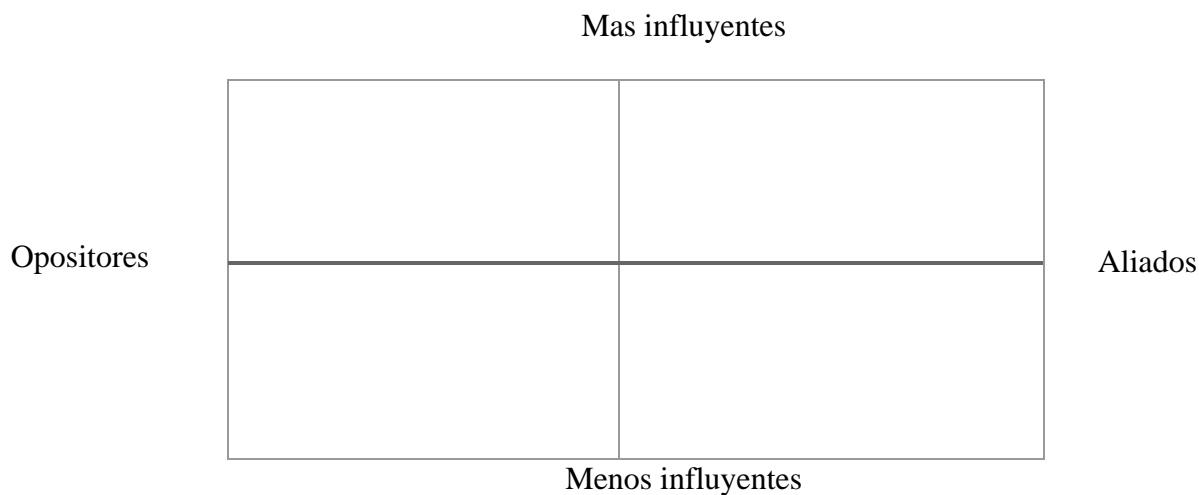 Mas influyentes
Opositores
Aliados
Menos influyentes